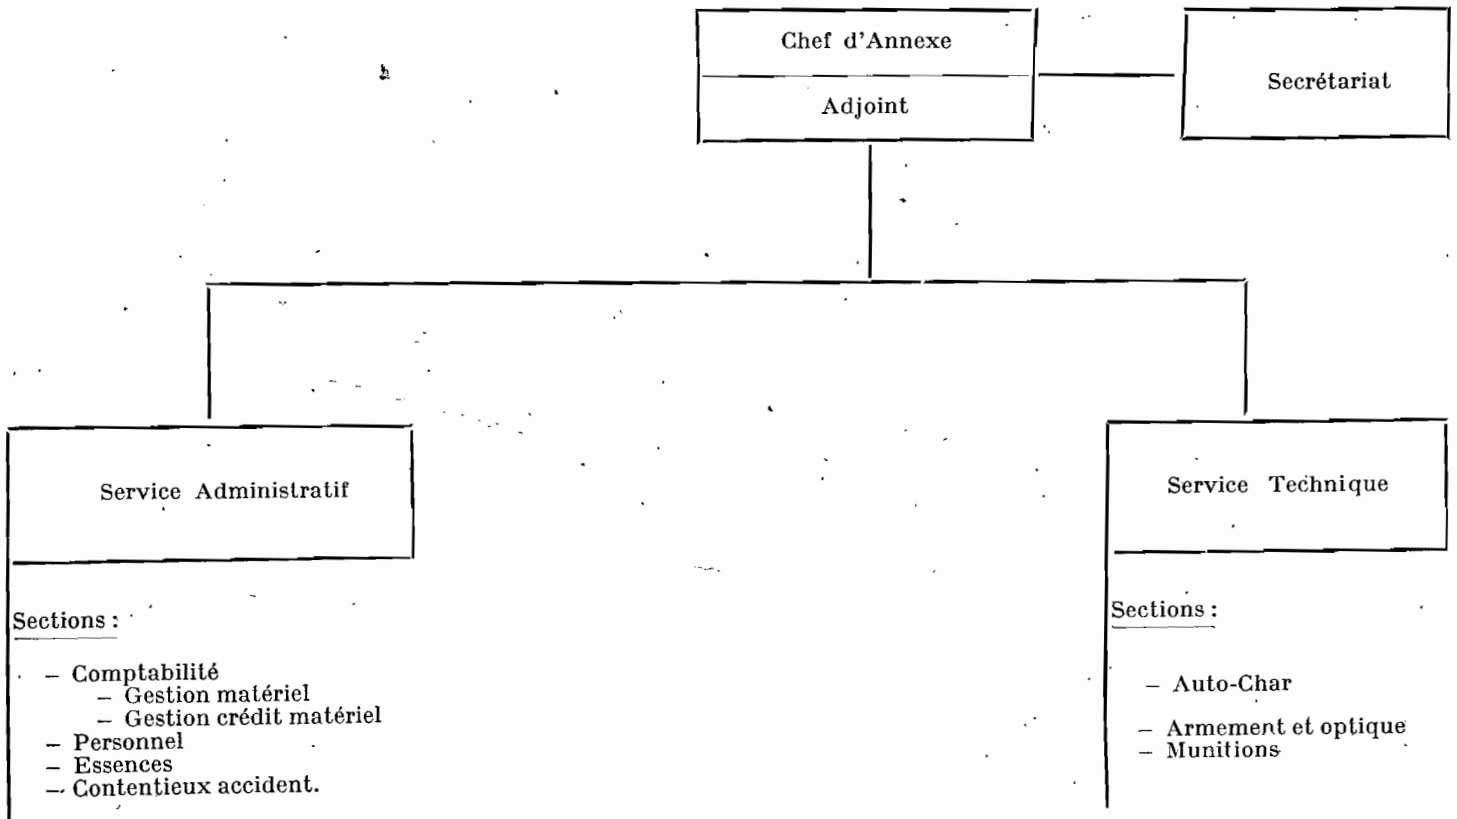 Chef d'Annexe
Adjoint
Secrétariat
Service Administratif
Sections :
– Comptabilité
– Gestion matériel
– Gestion crédit matériel
– Personnel
– Essences
– Contentieux accident.
Service Technique
Sections :
– Auto-Char
– Armement et optique
– Munitions